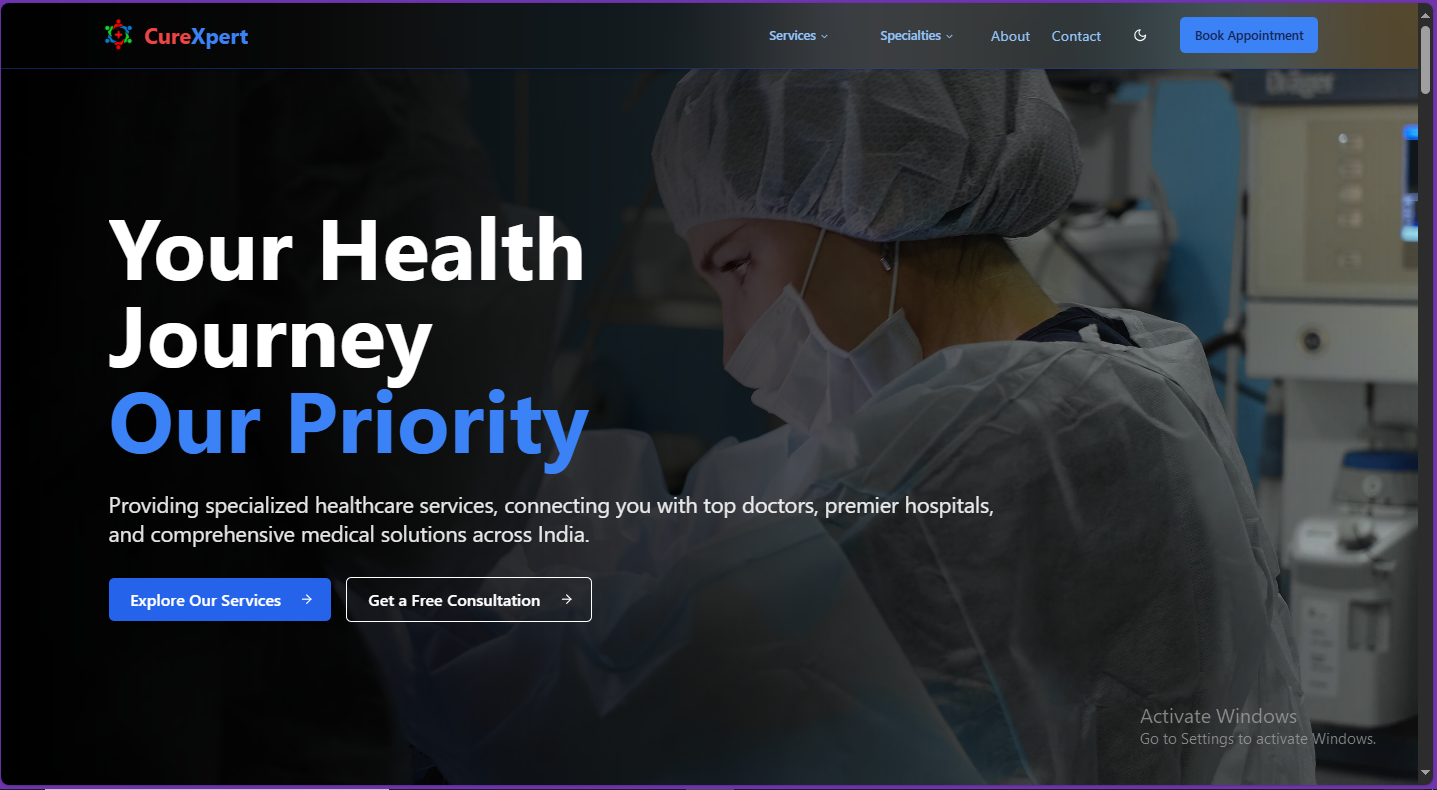 CureXpert
Services
Specialties
About
Contact
Book Appointment
Dräger
Your Health
Journey
Our Priority
Providing specialized healthcare services, connecting you with top doctors, premier hospitals,
and comprehensive medical solutions across India.
Explore Our Services
Get a Free Consultation
Activate Windows
Go to Settings to activate Windows.